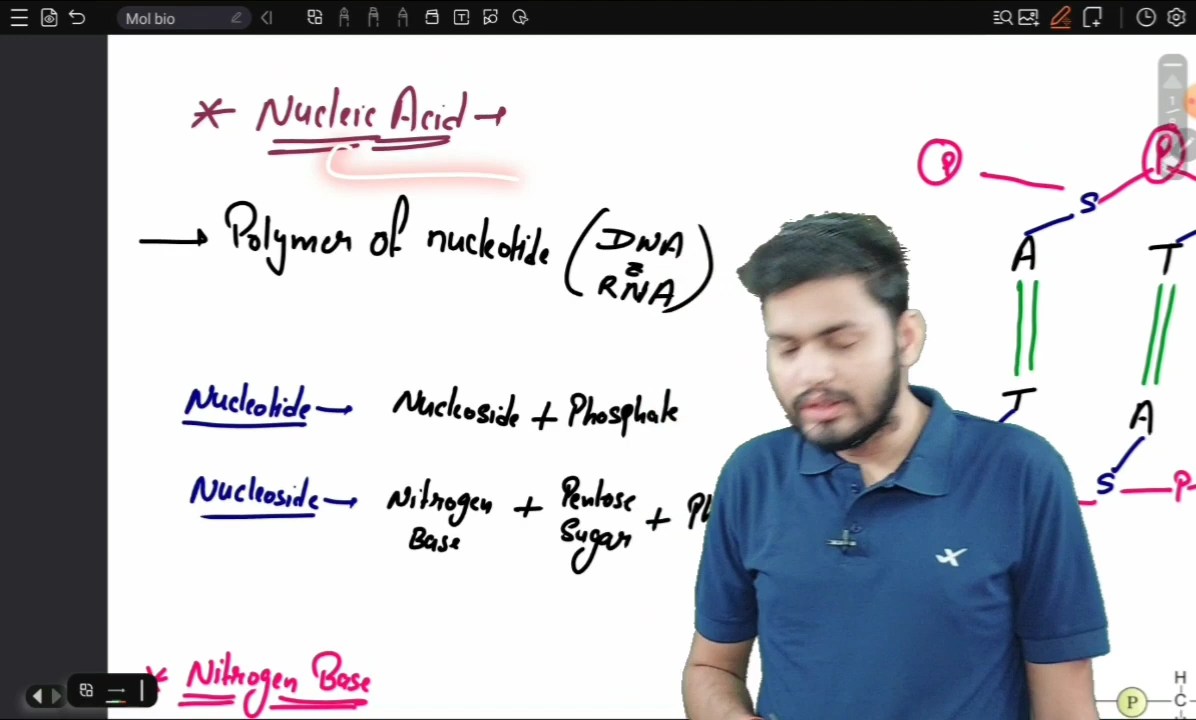 Mol bio
* Nucleic Acid →
→ Polymer of nucleotide (DNA & RNA)
Nucleotide → Nucleoside + Phosphate
Nucleoside → Nitrogen Base + Pentose Sugar +
* Nitrogen Base
P S P
A T
T A
S P
P
H
C